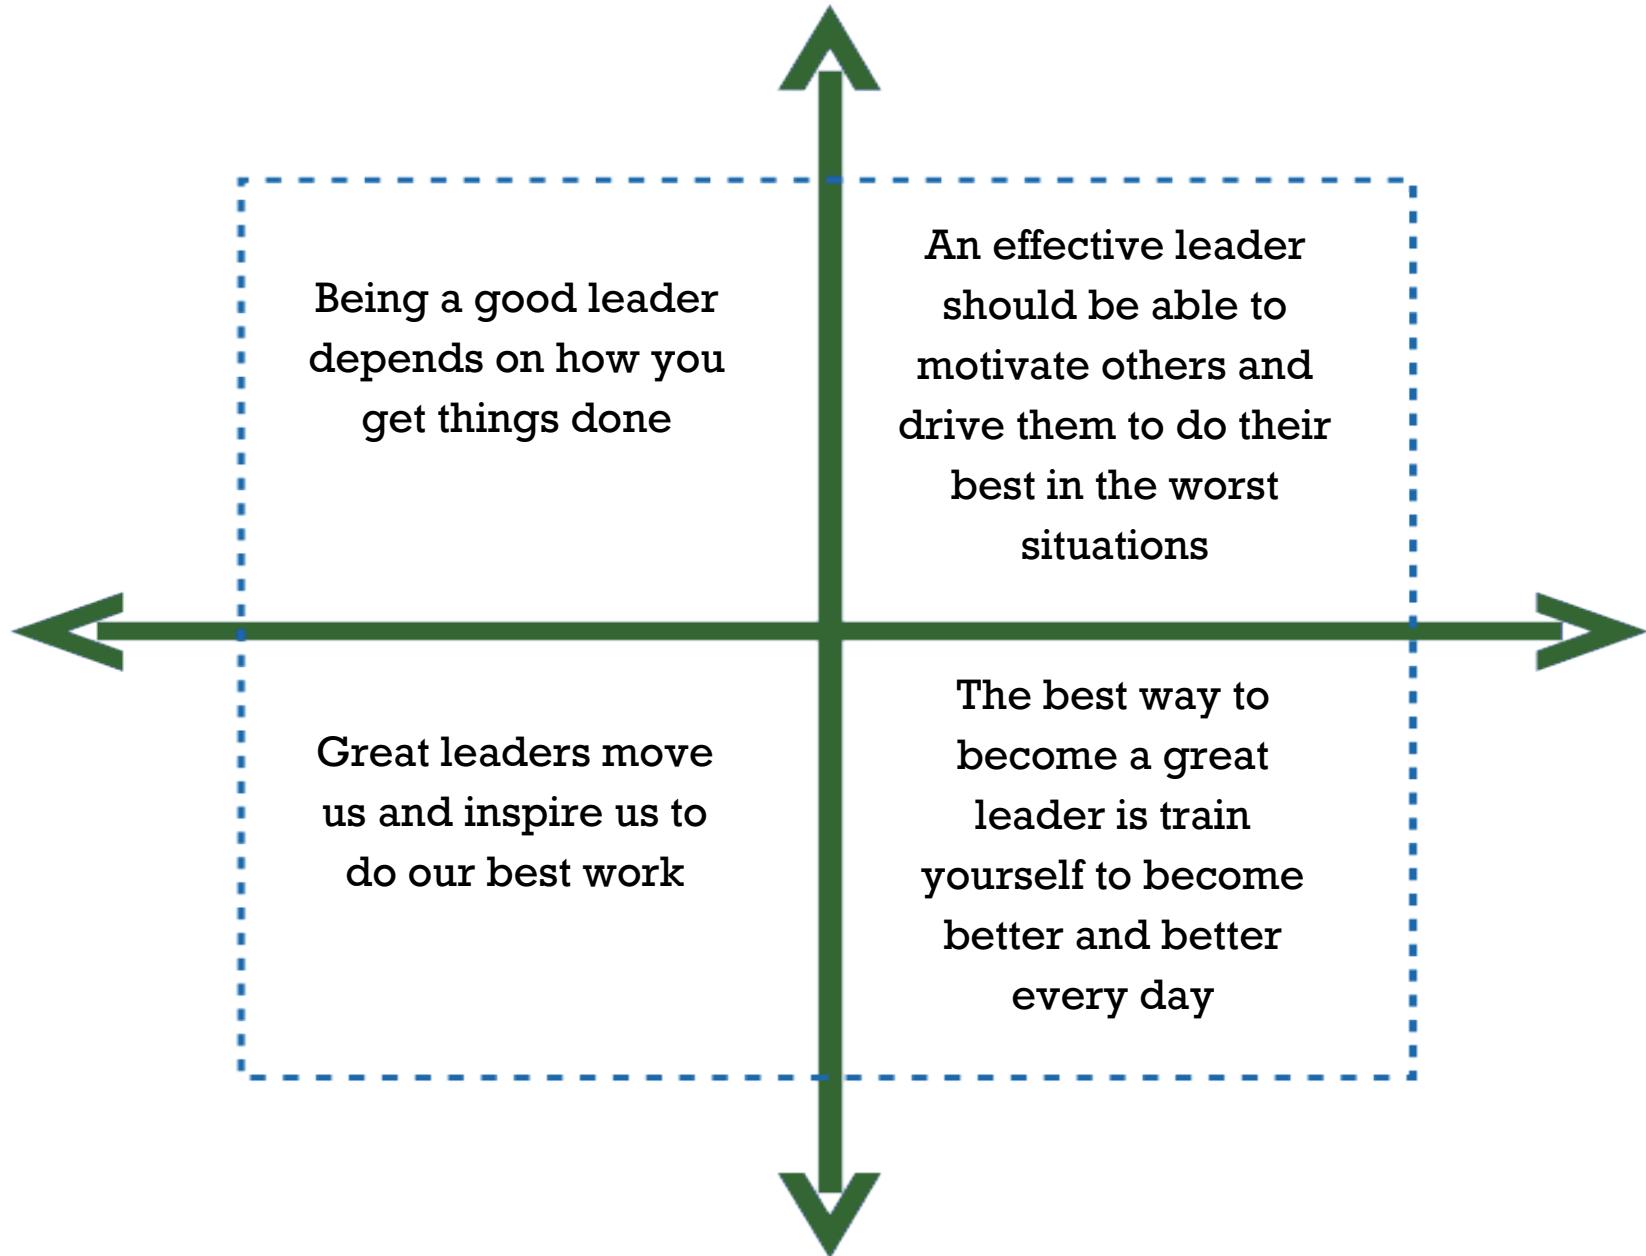 Being a good leader
depends on how you
get things done
An effective leader
should be able to
motivate others and
drive them to do their
best in the worst
situations
Great leaders move
us and inspire us to
do our best work
The best way to
become a great
leader is train
yourself to become
better and better
every day